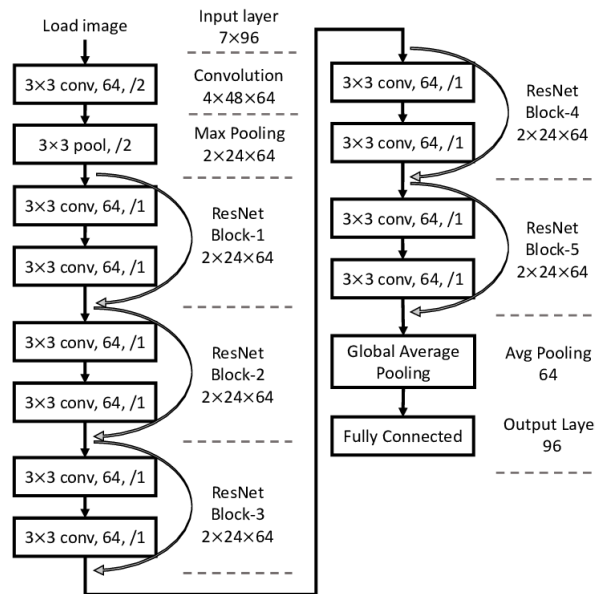 Load image
Input layer
7×96
3×3 conv, 64, /2
Convolution
4×48×64
3×3 pool, /2
Max Pooling
2×24×64
3×3 conv, 64, /1
3×3 conv, 64, /1
ResNet
Block-1
2×24×64
3×3 conv, 64, /1
3×3 conv, 64, /1
ResNet
Block-2
2×24×64
3×3 conv, 64, /1
3×3 conv, 64, /1
ResNet
Block-3
2×24×64
3×3 conv, 64, /1
3×3 conv, 64, /1
ResNet
Block-4
2×24×64
3×3 conv, 64, /1
3×3 conv, 64, /1
ResNet
Block-5
2×24×64
Global Average
Pooling
Avg Pooling
64
Fully Connected
Output Laye
96